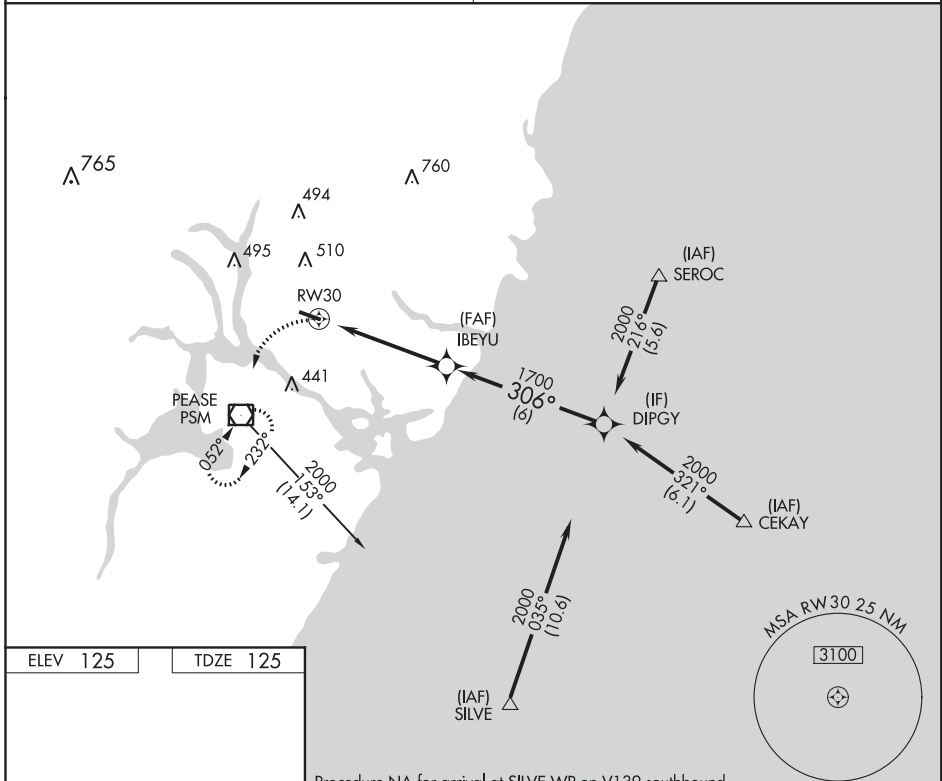 765
760
494
495
510
RW30
(IAF)
SEROC
2000
216°
(5.6)
(FAF)
IBEYU
441
1700
306°
(6)
(IF)
DIPGY
PEASE
PSM
052°
232°
2000
153°
(14.1)
2000
321°
(6.1)
(IAF)
CEKAY
2000
035°
(10.6)
(IAF)
SILVE
MSA RW30 25 NM
3100
ELEV 125
TDZE 125
Procedure NA for arrival at SILVE WP on V139 southbound